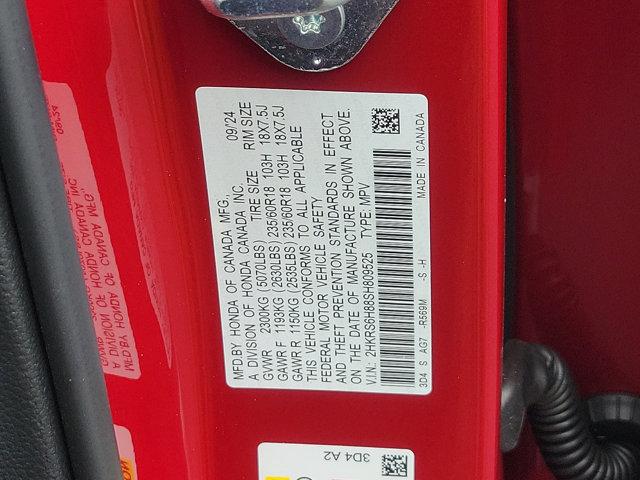 MFD.BY HONDA OF CANADA MFG., 09/24
A DIVISION OF HONDA CANADA INC.
TIRE SIZE RIM SIZE
GVWR 2300KG (5070LBS)
GAWR F 1193KG (2630LBS) 235/60R18 103H 18X7.5J
GAWR R 1150KG (2535LBS) 235/60R18 103H 18X7.5J
THIS VEHICLE CONFORMS TO ALL APPLICABLE
FEDERAL MOTOR VEHICLE SAFETY
AND THEFT PREVENTION STANDARDS IN EFFECT
ON THE DATE OF MANUFACTURE SHOWN ABOVE.
V.I.N.: 2HKRS6H88SH809525 TYPE: MPV
3D4 S AG7 -R569M -S -H MADE IN CANADA
3D4 A2